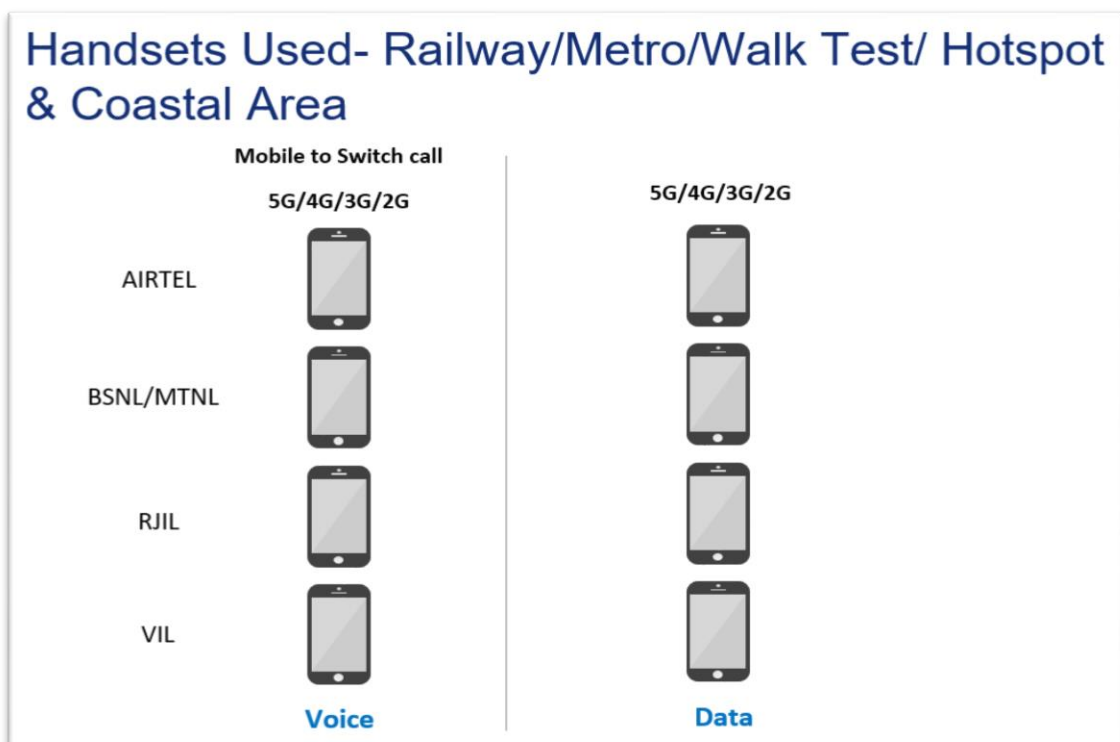 Handsets Used- Railway/Metro/Walk Test/ Hotspot
& Coastal Area
Mobile to Switch call
5G/4G/3G/2G
5G/4G/3G/2G
AIRTEL
BSNL/MTNL
RJIL
VIL
Voice
Data